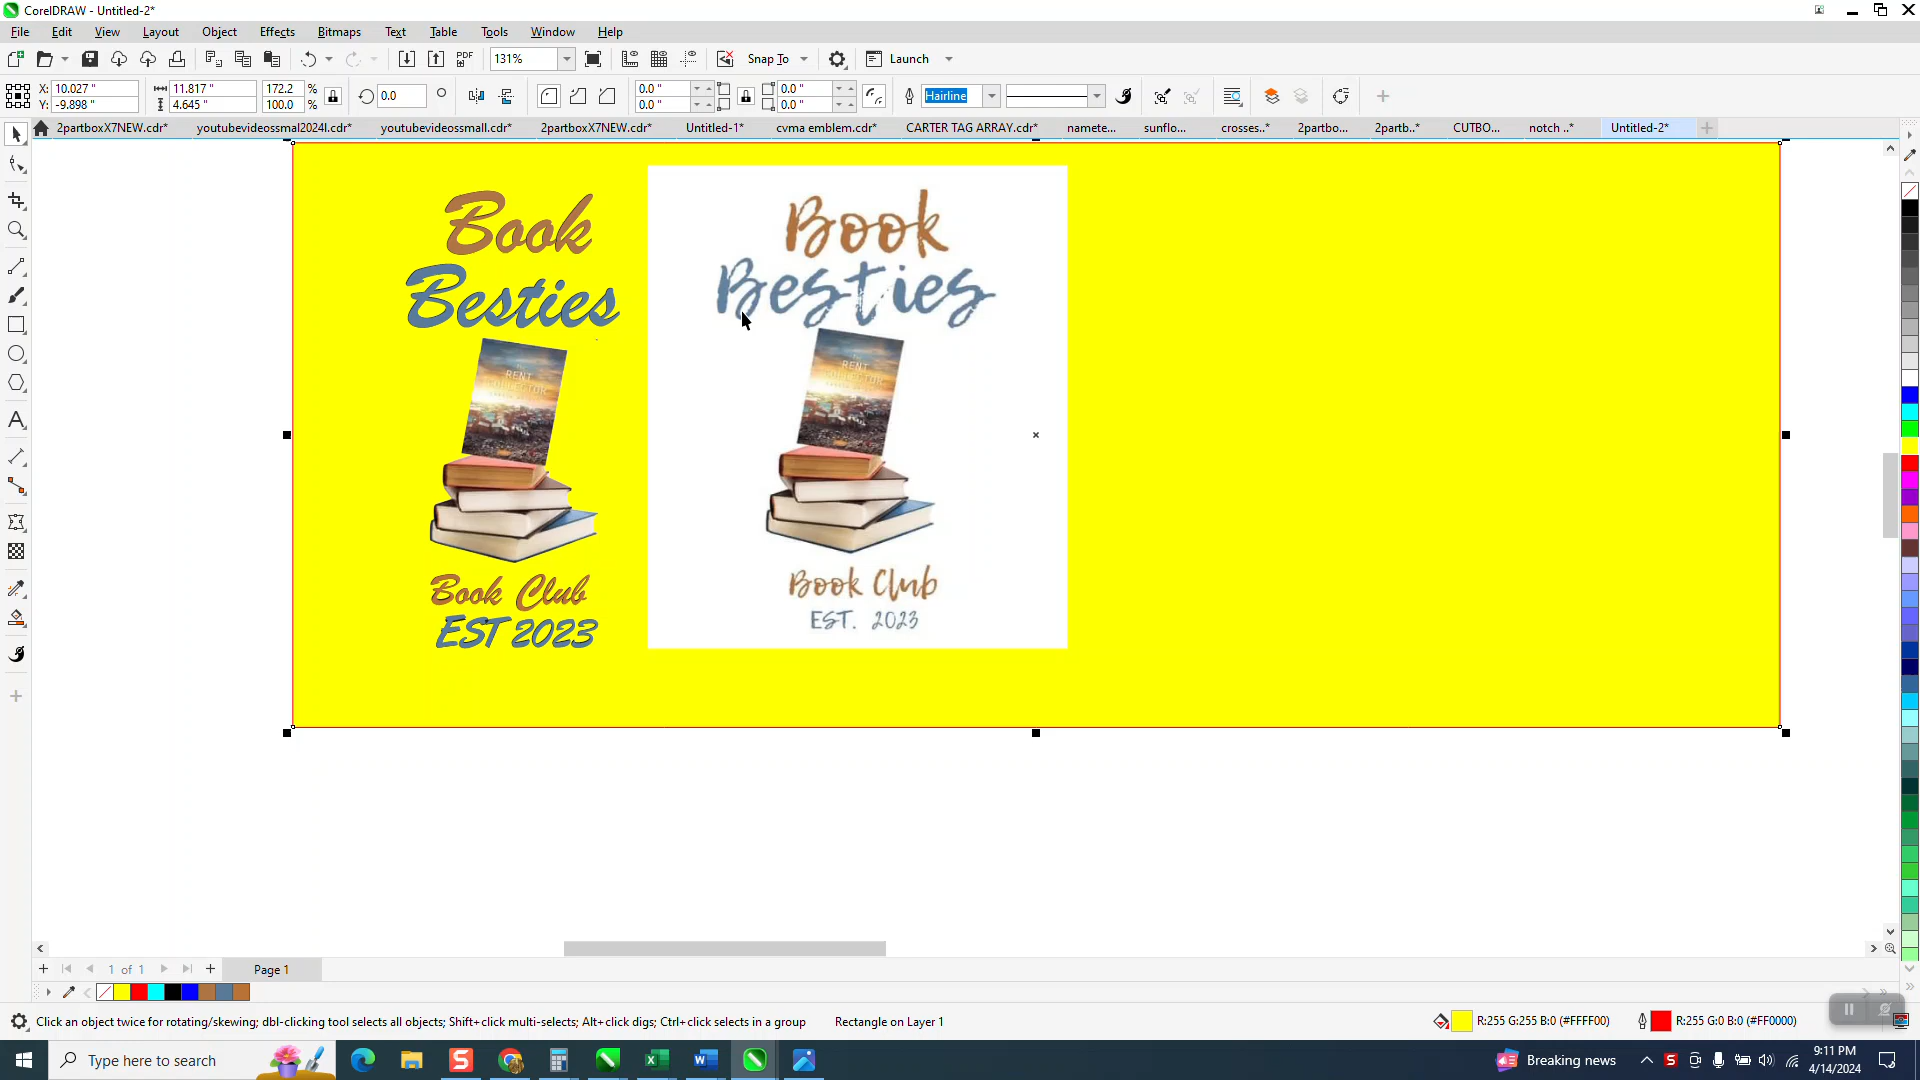 CorelDRAW - Untitled-2*
File Edit View Layout Object Effects Bitmaps Text Table Tools Window Help
PDF 131% Snap To Launch
X: 10.027 " 11.817 " 172.2 % 0.0 0.0 " 0.0 " Hairline
Y: -9.898 " 4.645 " 100.0 % 0.0 " 0.0 "
2partboxX7NEW.cdr* youtubevideossmal2024l.cdr* youtubevideossmall.cdr* 2partboxX7NEW.cdr* Untitled-1* cvma emblem.cdr* CARTER TAG ARRAY.cdr* namete... sunflo... crosses..* 2partbo... 2partb..* CUTBO... notch ..* Untitled-2*
Book
Besties
THE
RENT
COLLECTOR
Book Club
EST 2023
Book
Besties
THE
RENT
COLLECTOR
Book Club
EST. 2023
1 of 1 Page 1
Click an object twice for rotating/skewing; dbl-clicking tool selects all objects; Shift+click multi-selects; Alt+click digs; Ctrl+click selects in a group Rectangle on Layer 1 R:255 G:255 B:0 (#FFFF00) R:255 G:0 B:0 (#FF0000)
Type here to search Breaking news 9:11 PM
4/14/2024